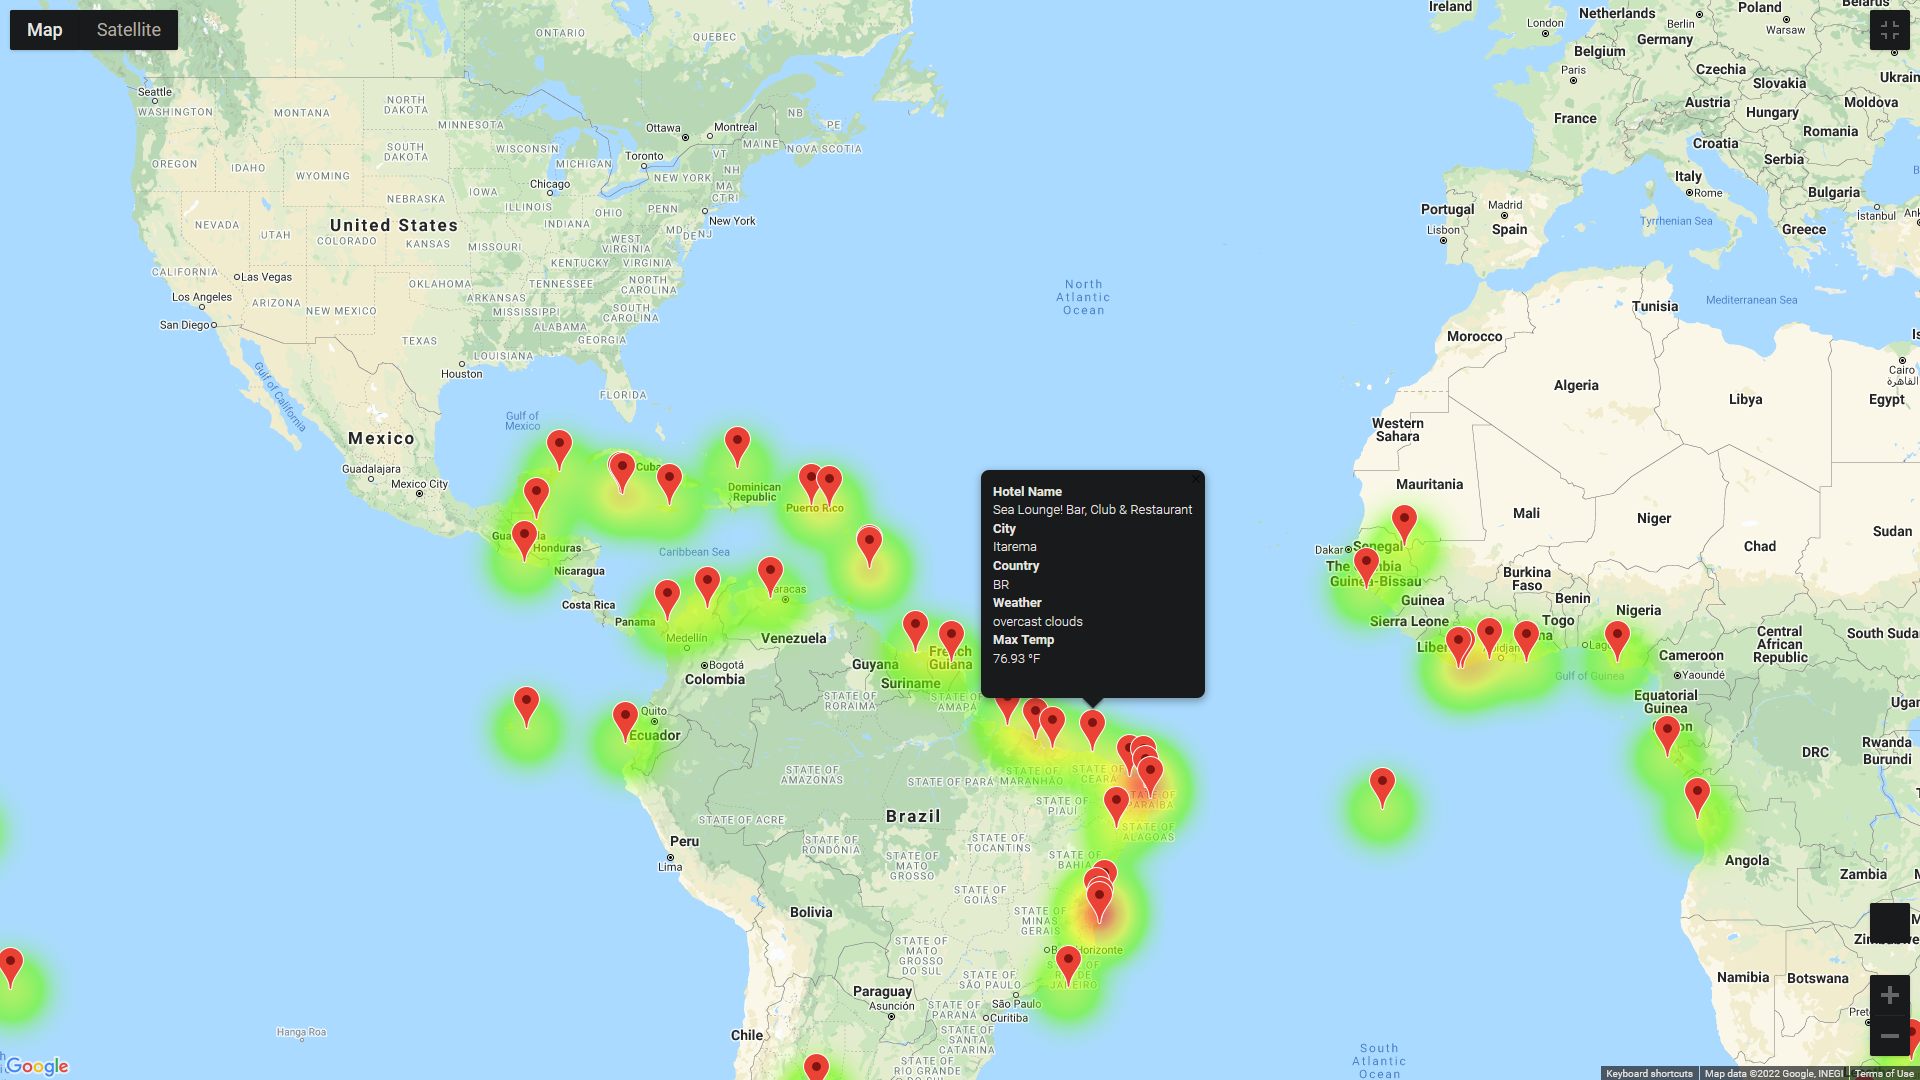 Map
Satellite
Ireland
London
Netherlands
Berlin
Poland
Warsaw
Belarus
Belgium
Germany
Paris
Czechia
Slovakia
Ukrain
Austria
Hungary
Moldova
France
Romania
Croatia
Serbia
Italy
Rome
Bulgaria
Portugal
Madrid
Spain
Lisbon
Tyrrhenian Sea
İstanbul
Ank
Greece
ONTARIO
QUEBEC
Seattle
WASHINGTON
MONTANA
NORTH DAKOTA
MINNESOTA
Ottawa
Montreal
NB
PE
MAINE
NOVA SCOTIA
OREGON
IDAHO
WYOMING
SOUTH DAKOTA
WISCONSIN
MICHIGAN
Toronto
VT
NH
NEW YORK
MA
CT
RI
Chicago
IOWA
NEBRASKA
ILLINOIS
INDIANA
OHIO
PENN
New York
NEVADA
UTAH
United States
COLORADO
KANSAS
MISSOURI
WEST VIRGINIA
MD
DE
NJ
KENTUCKY
VIRGINIA
CALIFORNIA
Las Vegas
Los Angeles
ARIZONA
NEW MEXICO
OKLAHOMA
ARKANSAS
TENNESSEE
NORTH CAROLINA
MISSISSIPPI
SOUTH CAROLINA
ALABAMA
San Diego
TEXAS
GEORGIA
LOUISIANA
Houston
FLORIDA
Gulf of California
Gulf of Mexico
North Atlantic Ocean
Mexico
Guadalajara
Mexico City
Cuba
Dominican Republic
Puerto Rico
Honduras
Caribbean Sea
Nicaragua
Costa Rica
Panama
Medellín
Venezuela
Bogotá
Colombia
Guyana
Suriname
French Guiana
STATE OF RORAIMA
STATE OF AMAPÁ
Quito
Ecuador
Hotel Name
Sea Lounge! Bar, Club & Restaurant
City
Itarema
Country
BR
Weather
overcast clouds
Max Temp
76.93 °F
STATE OF AMAZONAS
STATE OF PARÁ
STATE OF MARANHÃO
STATE OF CEARÁ
STATE OF PIAUÍ
STATE OF PARAÍBA
STATE OF ALAGOAS
Brazil
STATE OF ACRE
STATE OF RONDÔNIA
STATE OF TOCANTINS
STATE OF BAHIA
STATE OF MATO GROSSO
STATE OF GOIÁS
STATE OF MINAS GERAIS
Peru
Lima
Bolivia
STATE OF MATO GROSSO DO SUL
STATE OF SÃO PAULO
STATE OF RIO DE JANEIRO
São Paulo
Paraguay
Asunción
STATE OF PARANÁ
Curitiba
STATE OF SANTA CATARINA
STATE OF RIO GRANDE DO SUL
Chile
Hanga Roa
South Atlantic Ocean
Tunisia
Mediterranean Sea
Morocco
Algeria
Libya
Cairo
القاهرة
Egypt
Western Sahara
Mauritania
Mali
Niger
Chad
Sudan
Dakar
Senegal
The Gambia
Guinea-Bissau
Guinea
Burkina Faso
Benin
Nigeria
Togo
Sierra Leone
Central African Republic
South Suda
Cameroon
Gulf of Guinea
Yaoundé
Equatorial Guinea
DRC
Ugan
Rwanda
Burundi
Angola
Zambia
Namibia
Botswana
Google
Keyboard shortcuts
Map data ©2022 Google, INEGI
Terms of Use